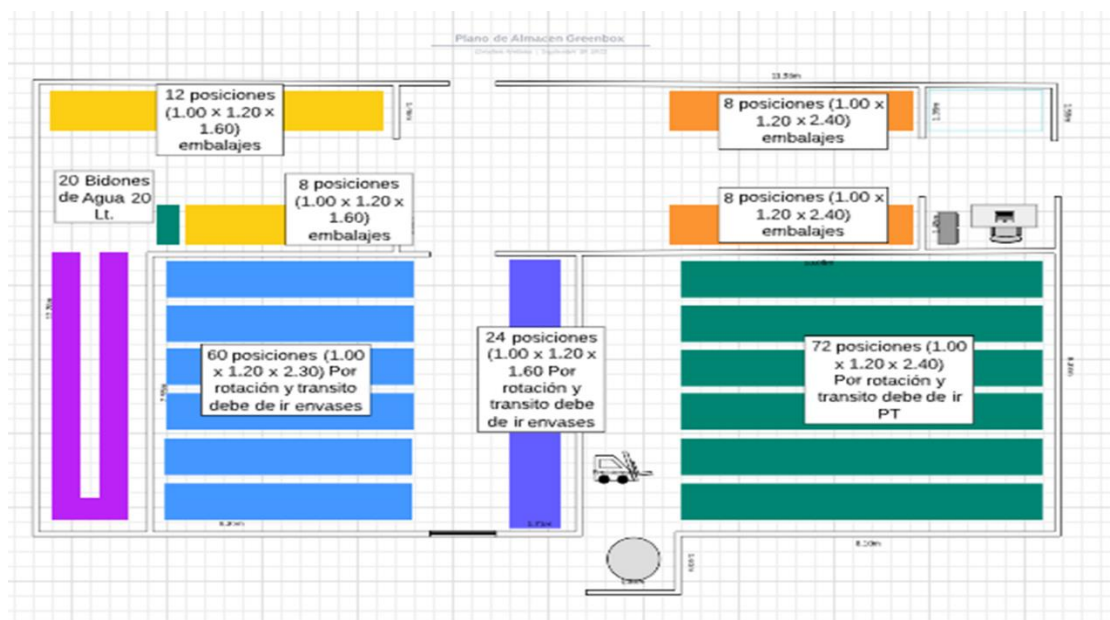 Plano de Almacen Greenbox
12 posiciones
(1.00 x 1.20 x
1.60)
embalajes
8 posiciones (1.00 x
1.20 x 2.40)
embalajes
20 Bidones
de Agua 20
Lt.
8 posiciones
(1.00 x 1.20 x
1.60)
embalajes
8 posiciones (1.00 x
1.20 x 2.40)
embalajes
60 posiciones (1.00
x 1.20 x 2.30) Por
rotación y transito
debe de ir envases
24 posiciones
(1.00 x 1.20 x
1.60 Por
rotación y
transito debe
de ir envases
72 posiciones (1.00
x 1.20 x 2.40)
Por rotación y
transito debe de ir
PT